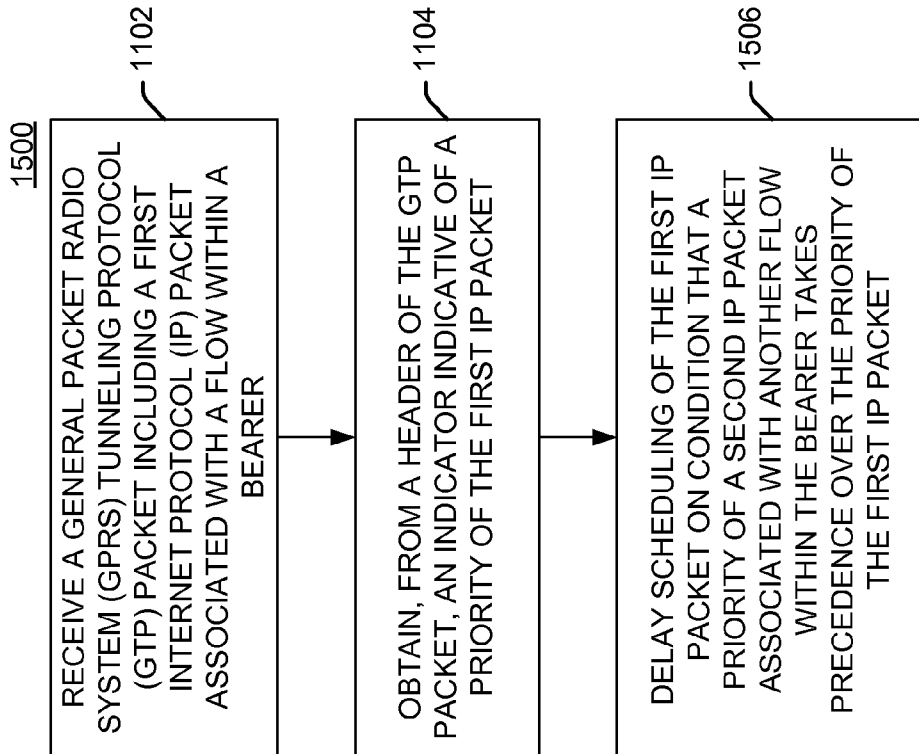 1500
RECEIVE A GENERAL PACKET RADIO
SYSTEM (GPRS) TUNNELING PROTOCOL
(GTP) PACKET INCLUDING A FIRST
INTERNET PROTOCOL (IP) PACKET
ASSOCIATED WITH A FLOW WITHIN A
BEARER
1102
OBTAIN, FROM A HEADER OF THE GTP
PACKET, AN INDICATOR INDICATIVE OF A
PRIORITY OF THE FIRST IP PACKET
1104
DELAY SCHEDULING OF THE FIRST IP
PACKET ON CONDITION THAT A
PRIORITY OF A SECOND IP PACKET
ASSOCIATED WITH ANOTHER FLOW
WITHIN THE BEARER TAKES
PRECEDENCE OVER THE PRIORITY OF
THE FIRST IP PACKET
1506